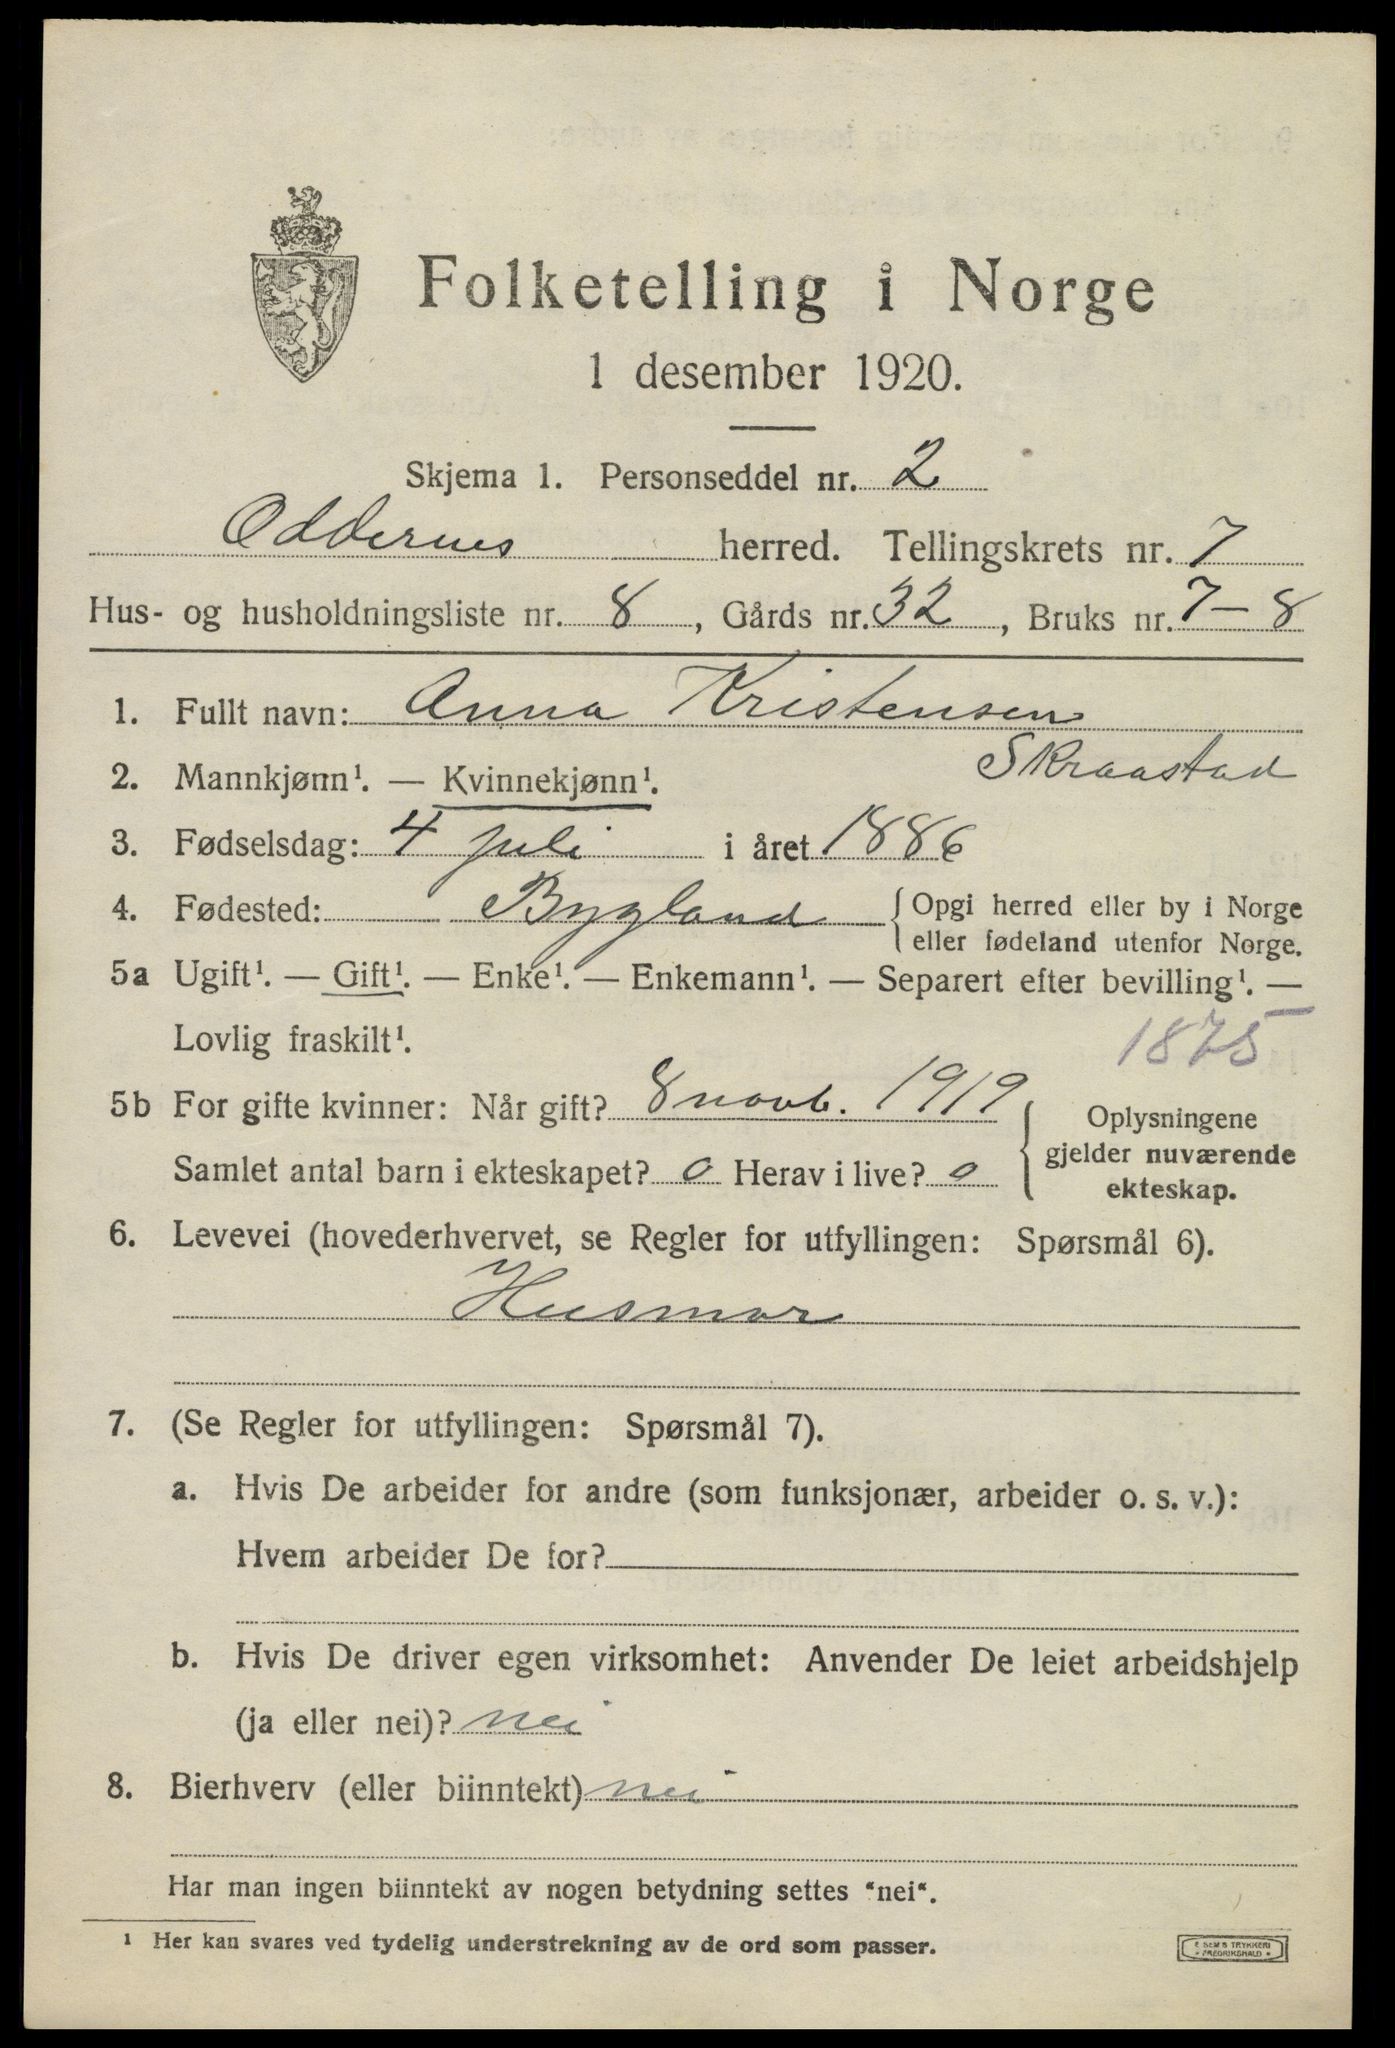 Folketelling i Norge
1 desember 1920.
Skjema 1. Personseddel nr. 2
Oddernes herred. Tellingskrets nr. 7
Hus- og husholdningsliste nr. 8, Gårds nr. 32, Bruks nr. 7-8
1. Fullt navn: Anna Kristensen
Skraastad
2. Mannkjønn¹. — Kvinnekjønn¹.
3. Fødselsdag: 4 juli i året 1886
4. Fødested: Bygland { Opgi herred eller by i Norge
eller fødeland utenfor Norge.
5a Ugift¹. — Gift¹. — Enke¹. — Enkemann¹. — Separert efter bevilling¹. —
Lovlig fraskilt¹. 1875
5b For gifte kvinner: Når gift? 8 novb. 1919
Samlet antal barn i ekteskapet? 0 Herav i live? 0
{ Oplysningene
gjelder nuværende
ekteskap.
6. Levevei (hovederhvervet, se Regler for utfyllingen: Spørsmål 6).
Husmor
7. (Se Regler for utfyllingen: Spørsmål 7).
a. Hvis De arbeider for andre (som funksjonær, arbeider o. s. v.):
Hvem arbeider De for?
b. Hvis De driver egen virksomhet: Anvender De leiet arbeidshjelp
(ja eller nei)? nei
8. Bierhverv (eller biinntekt) nei
Har man ingen biinntekt av nogen betydning settes "nei".
¹ Her kan svares ved tydelig understrekning av de ord som passer.
E SEM'S TRYKKERI
FREDRIKSHALD